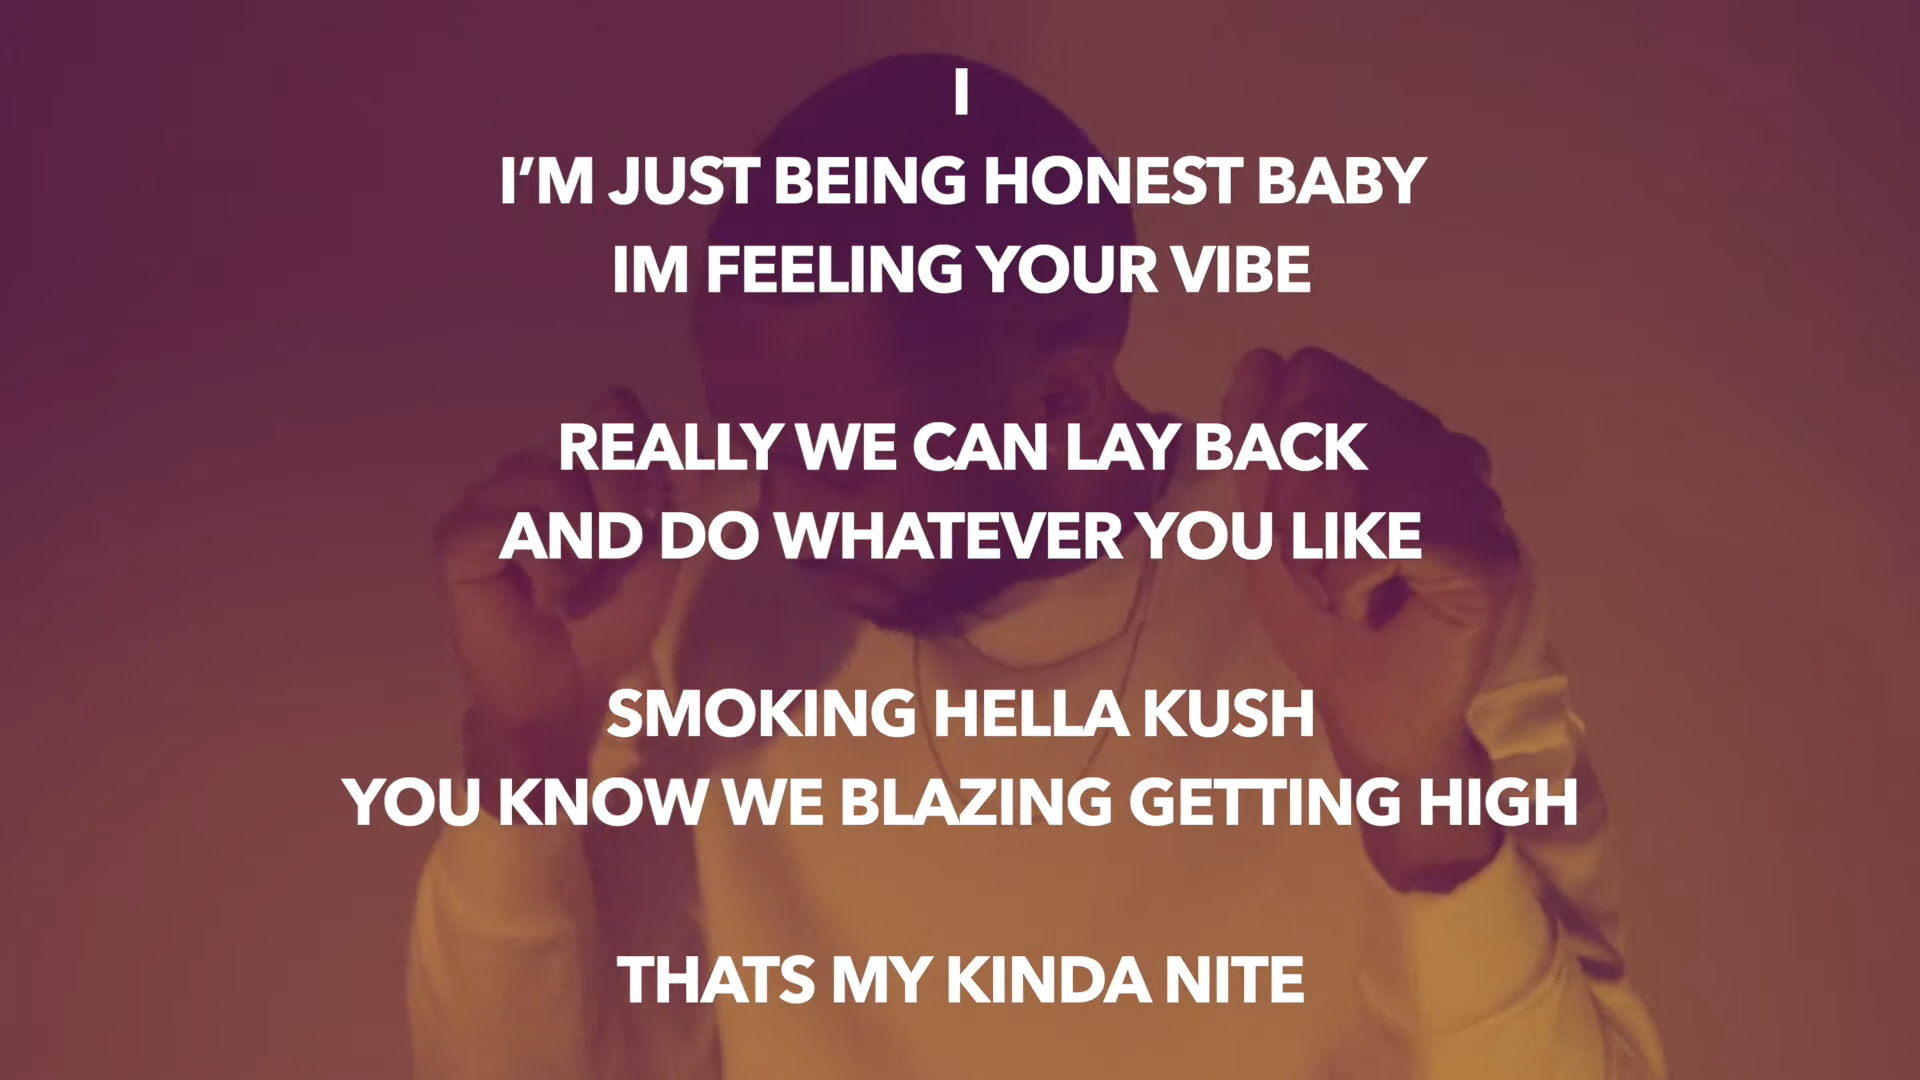 I
I’M JUST BEING HONEST BABY
IM FEELING YOUR VIBE
REALLY WE CAN LAY BACK
AND DO WHATEVER YOU LIKE
SMOKING HELLA KUSH
YOU KNOW WE BLAZING GETTING HIGH
THATS MY KINDA NITE